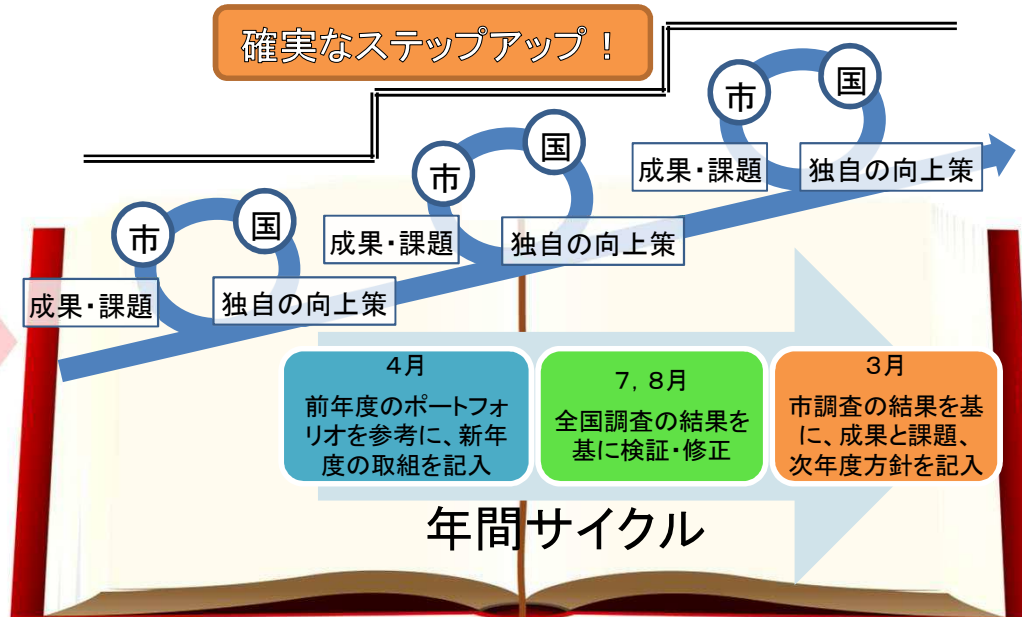 確実なステップアップ！
市
国
成果・課題
独自の向上策
市
国
成果・課題
独自の向上策
市
国
成果・課題
独自の向上策
４月
前年度のポートフォ
リオを参考に、新年
度の取組を記入
７，８月
全国調査の結果を
基に検証・修正
３月
市調査の結果を基
に、成果と課題、
次年度方針を記入
年間サイクル